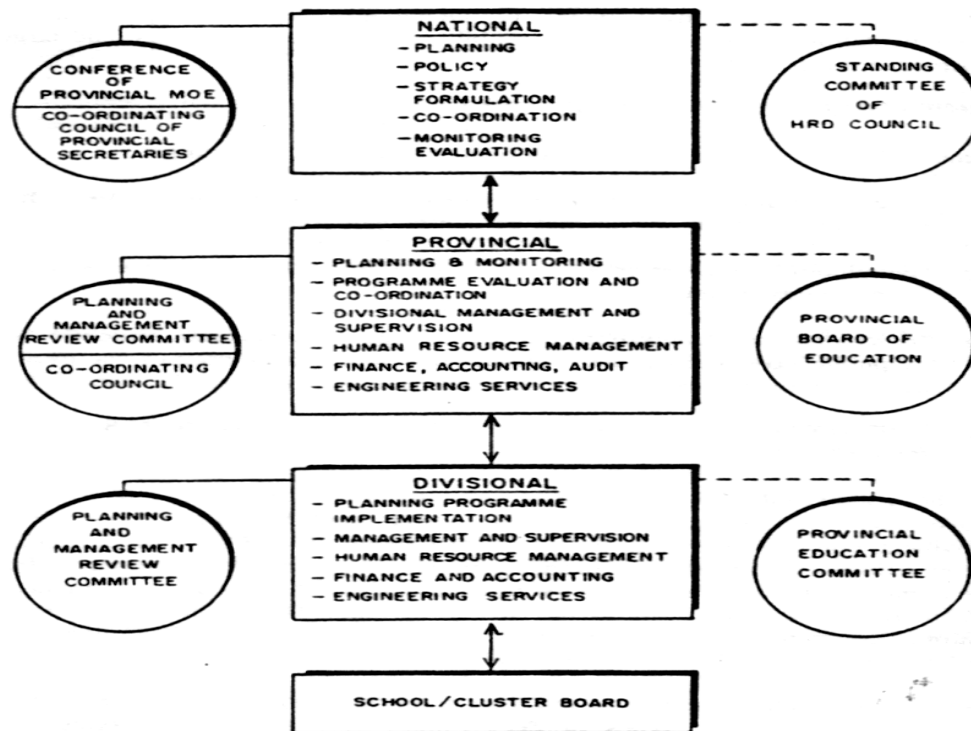 NATIONAL
- PLANNING
- POLICY
- STRATEGY
FORMULATION
- CO-ORDINATION
- MONITORING
EVALUATION
CONFERENCE
OF
PROVINCIAL MOE
CO-ORDINATING
COUNCIL OF
PROVINCIAL
SECRETARIES
STANDING
COMMITTEE
OF
HRD COUNCIL
PROVINCIAL
- PLANNING & MONITORING
- PROGRAMME EVALUATION AND
CO-ORDINATION
- DIVISIONAL MANAGEMENT AND
SUPERVISION
- HUMAN RESOURCE MANAGEMENT
- FINANCE, ACCOUNTING, AUDIT
- ENGINEERING SERVICES
PLANNING
AND
MANAGEMENT
REVIEW COMMITTEE
CO-ORDINATING
COUNCIL
PROVINCIAL
BOARD OF
EDUCATION
DIVISIONAL
- PLANNING PROGRAMME
IMPLEMENTATION
- MANAGEMENT AND SUPERVISION
- HUMAN RESOURCE MANAGEMENT
- FINANCE AND ACCOUNTING
- ENGINEERING SERVICES
PLANNING
AND
MANAGEMENT
REVIEW
COMMITTEE
PROVINCIAL
EDUCATION
COMMITTEE
SCHOOL/CLUSTER BOARD